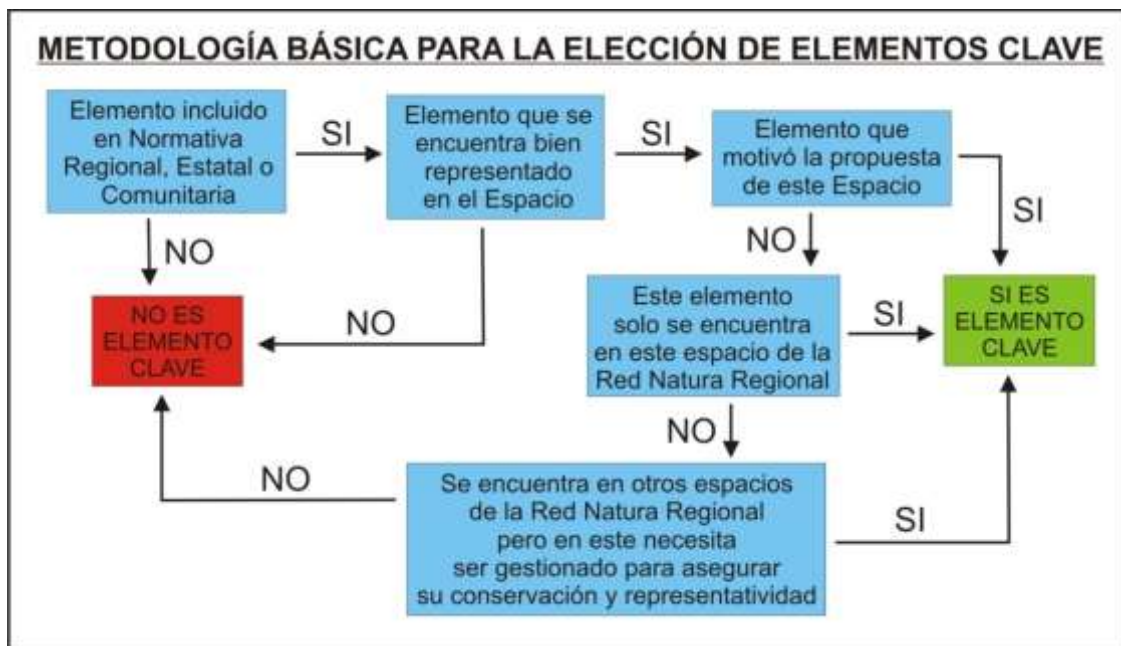 METODOLOGÍA BÁSICA PARA LA ELECCIÓN DE ELEMENTOS CLAVE
Elemento incluido
en Normativa
Regional, Estatal o
Comunitaria
SI
Elemento que se
encuentra bien
representado
en el Espacio
SI
Elemento que
motivó la propuesta
de este Espacio
SI
NO
NO
NO ES
ELEMENTO
CLAVE
NO
Este elemento
solo se encuentra
en este espacio de la
Red Natura Regional
SI
SI ES
ELEMENTO
CLAVE
NO
NO
Se encuentra en otros espacios
de la Red Natura Regional
pero en este necesita
ser gestionado para asegurar
su conservación y representatividad
SI